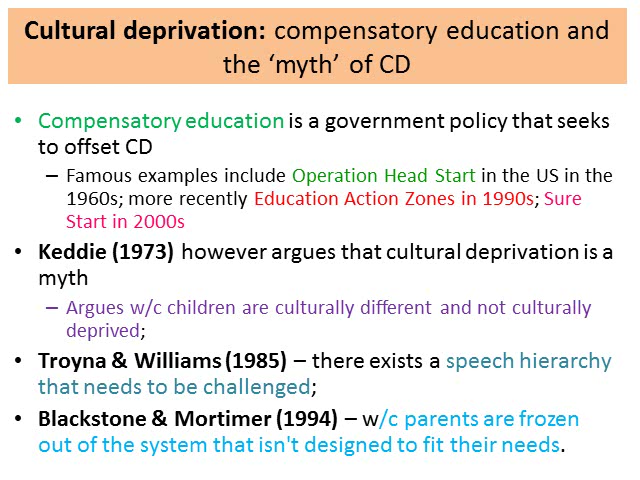 Cultural deprivation: compensatory education and
the ‘myth’ of CD
• Compensatory education is a government policy that seeks
to offset CD
– Famous examples include Operation Head Start in the US in the
1960s; more recently Education Action Zones in 1990s; Sure
Start in 2000s
• Keddie (1973) however argues that cultural deprivation is a
myth
– Argues w/c children are culturally different and not culturally
deprived;
• Troyna & Williams (1985) – there exists a speech hierarchy
that needs to be challenged;
• Blackstone & Mortimer (1994) – w/c parents are frozen
out of the system that isn't designed to fit their needs.